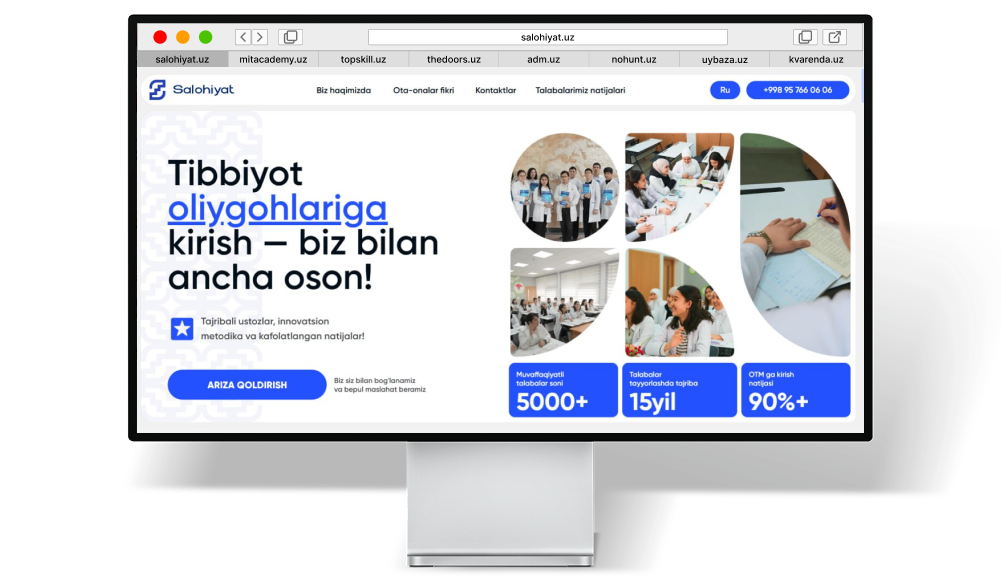 salohiyat.uz
salohiyat.uz mitacademy.uz topskill.uz thedoors.uz adm.uz nohunt.uz uybaza.uz kvarenda.uz
Salohiyat Biz haqimizda Ota-onalar fikri Kontaktlar Talabalarimiz natijalari Ru +998 95 766 06 06
Tibbiyot
oliygohlariga
kirish – biz bilan
ancha oson!
Tajribali ustozlar, innovatsion
metodika va kafolatlangan natijalar!
ARIZA QOLDIRISH
Biz siz bilan bog'lanamiz
va bepul maslahat beramiz
Muvaffaqiyatli
talabalar soni
5000+
Talabalar
tayyorlashda tajriba
15yil
OTM ga kirish
natijasi
90%+